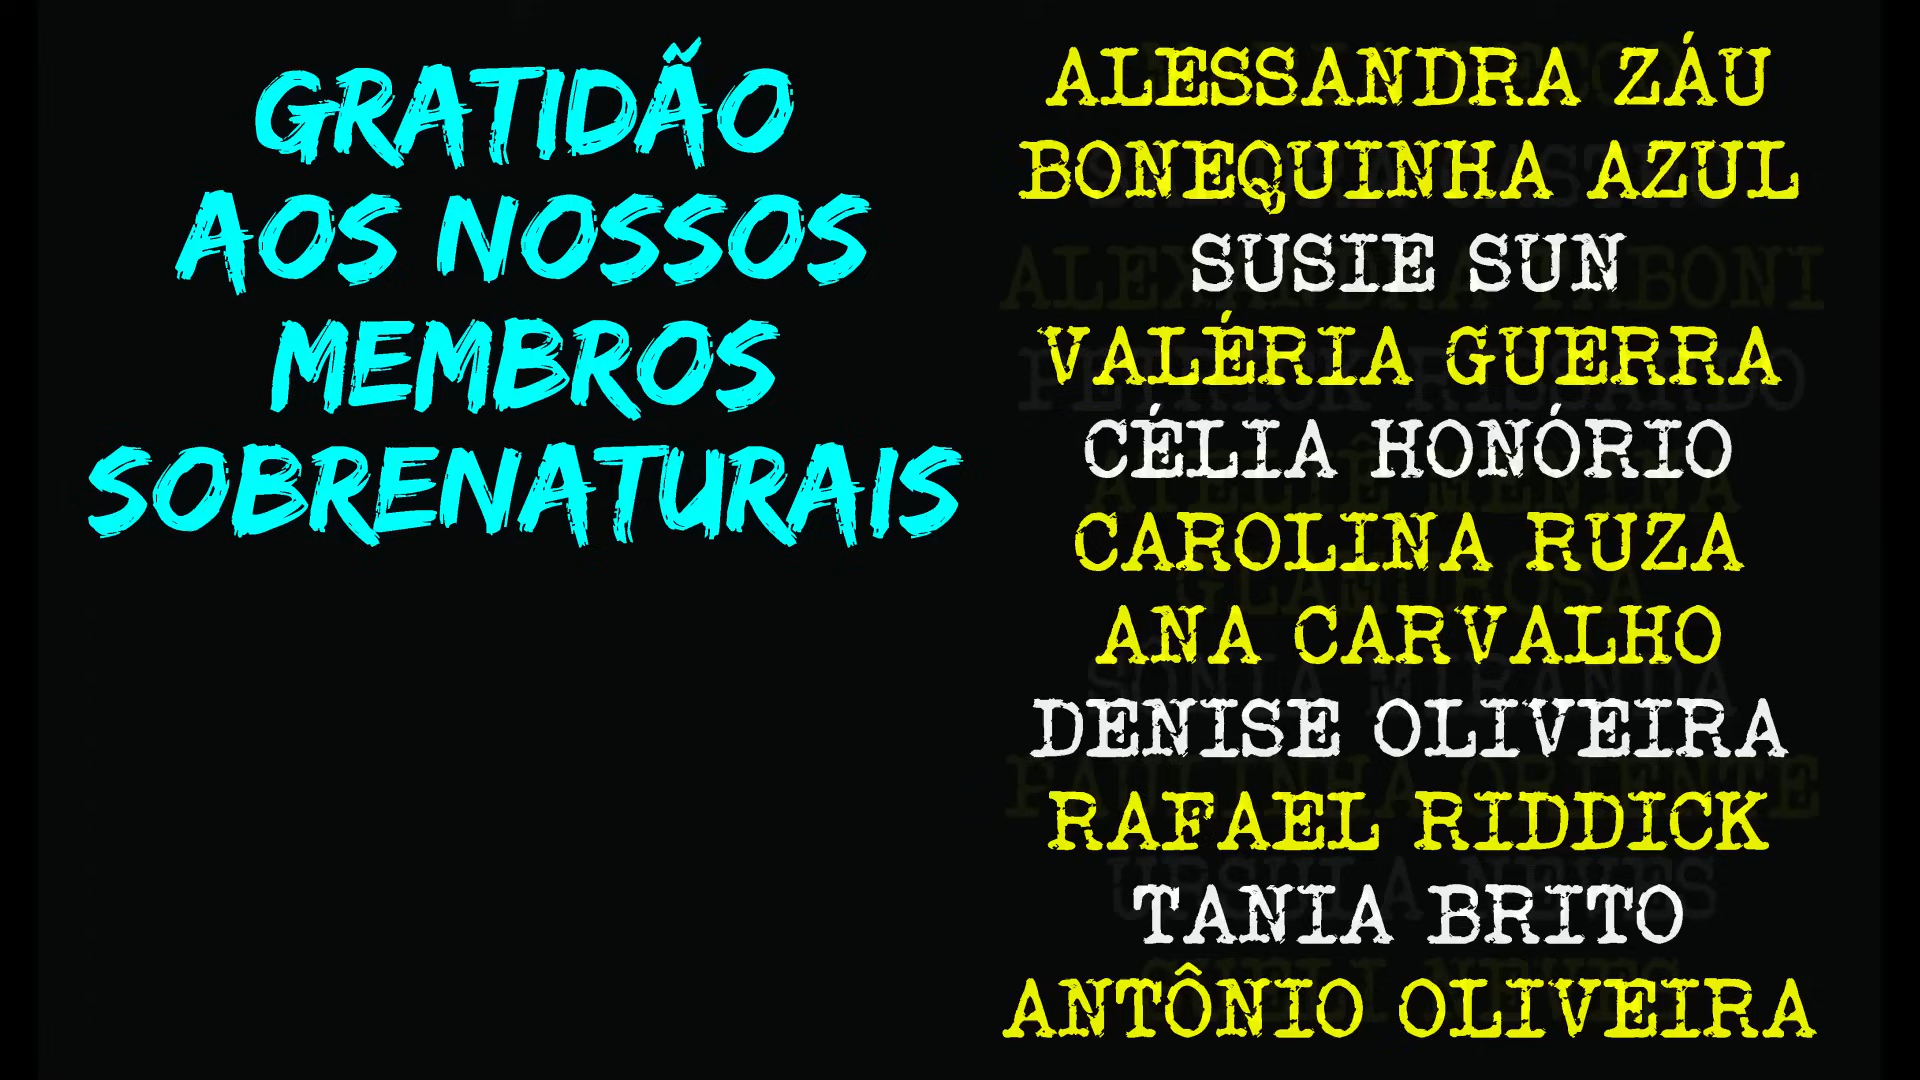 GRATIDÃO
AOS NOSSOS
MEMBROS
SOBRENATURAIS
ALESSANDRA ZÁU
BONEQUINHA AZUL
SUSIE SUN
VALÉRIA GUERRA
CÉLIA HONÓRIO
CAROLINA RUZA
ANA CARVALHO
DENISE OLIVEIRA
RAFAEL RIDDICK
TANIA BRITO
ANTÔNIO OLIVEIRA